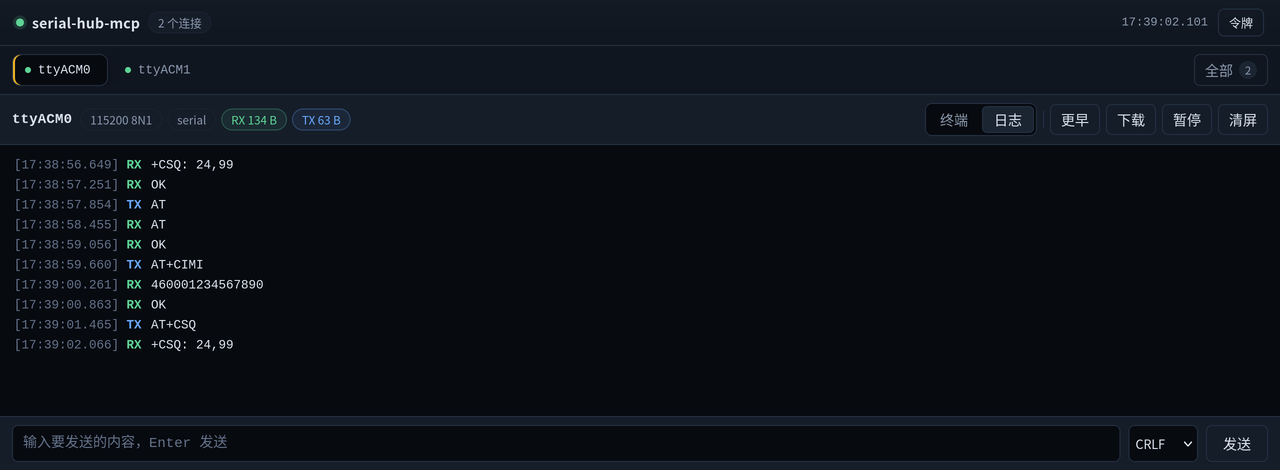 serial-hub-mcp 2 个连接 17:39:02.101 令牌
ttyACM0 ttyACM1 全部 2
ttyACM0 115200 8N1 serial RX 134 B TX 63 B 终端 日志 更早 下载 暂停 清屏
[17:38:56.649] RX +CSQ: 24,99
[17:38:57.251] RX OK
[17:38:57.854] TX AT
[17:38:58.455] RX AT
[17:38:59.056] RX OK
[17:38:59.660] TX AT+CIMI
[17:39:00.261] RX 460001234567890
[17:39:00.863] RX OK
[17:39:01.465] TX AT+CSQ
[17:39:02.066] RX +CSQ: 24,99
输入要发送的内容，Enter 发送 CRLF 发送